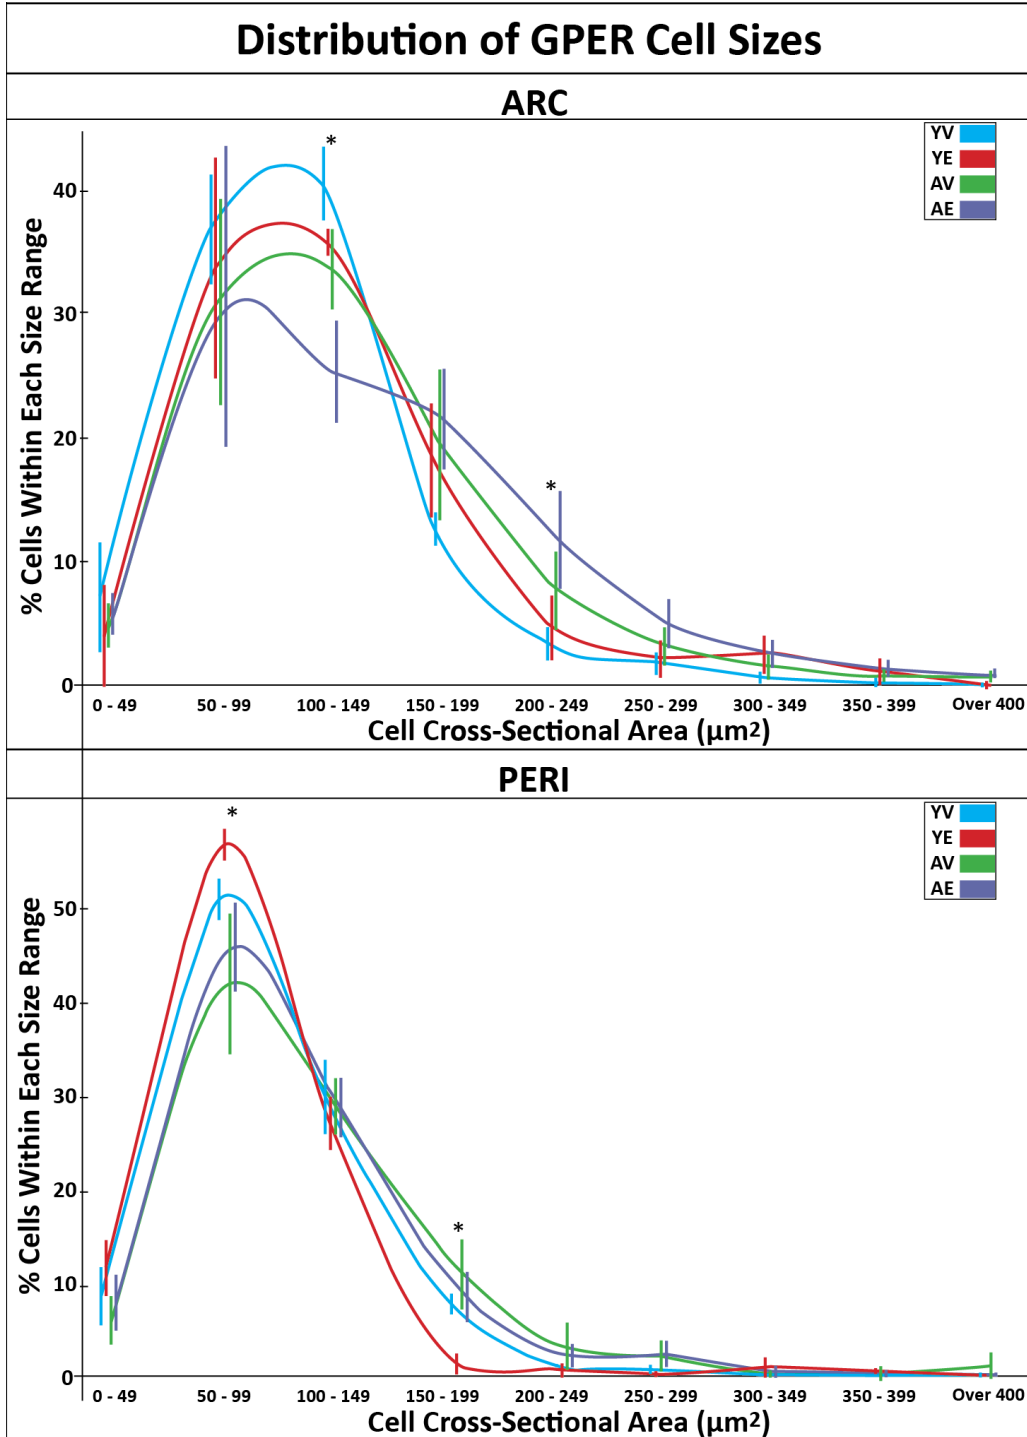 Distribution of GPER Cell Sizes
ARC
YV
YE
AV
AE
% Cells Within Each Size Range
40
30
20
10
0
*
*
0 - 49 50 - 99 100 - 149 150 - 199 200 - 249 250 - 299 300 - 349 350 - 399 Over 400
Cell Cross-Sectional Area (µm2)
PERI
YV
YE
AV
AE
% Cells Within Each Size Range
50
40
30
20
10
0
*
*
0 - 49 50 - 99 100 - 149 150 - 199 200 - 249 250 - 299 300 - 349 350 - 399 Over 400
Cell Cross-Sectional Area (µm2)